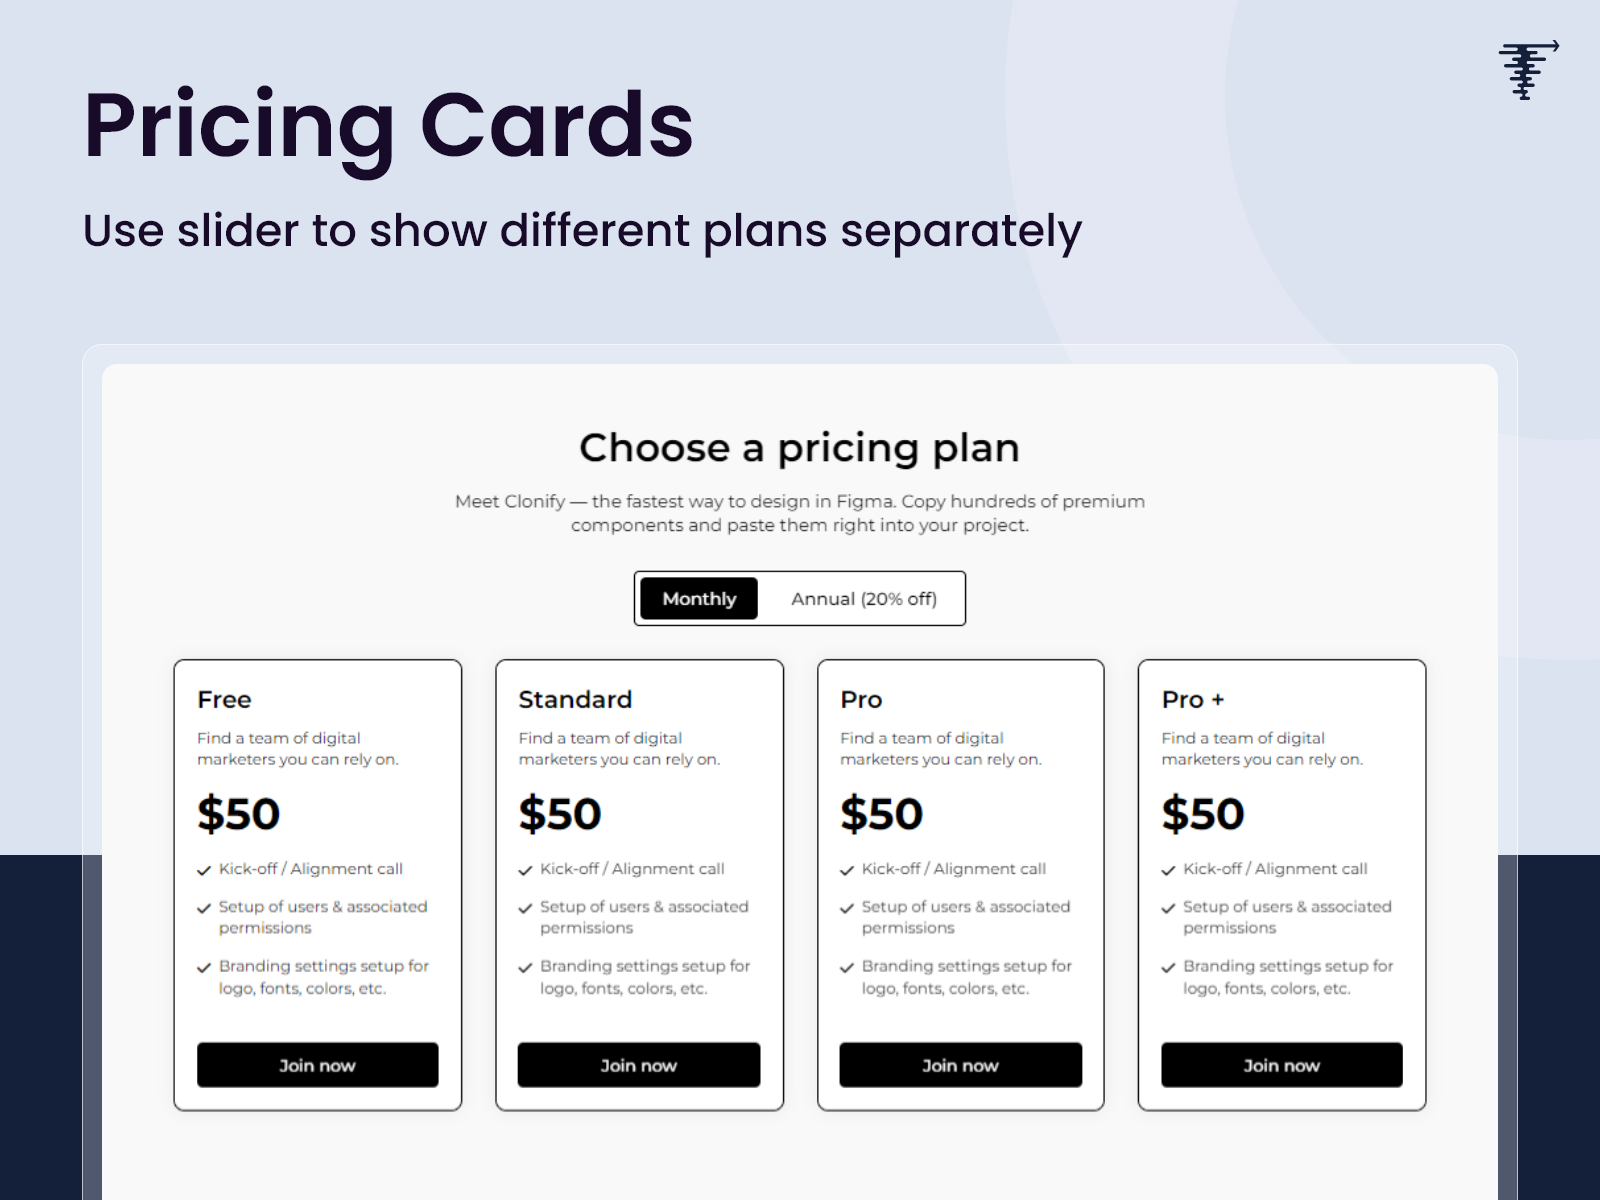 Pricing Cards
Use slider to show different plans separately
Choose a pricing plan
Meet Clonify — the fastest way to design in Figma. Copy hundreds of premium
components and paste them right into your project.
Monthly
Annual (20% off)
Free
Find a team of digital
marketers you can rely on.
$50
Kick-off / Alignment call
Setup of users & associated
permissions
Branding settings setup for
logo, fonts, colors, etc.
Join now
Standard
Find a team of digital
marketers you can rely on.
$50
Kick-off / Alignment call
Setup of users & associated
permissions
Branding settings setup for
logo, fonts, colors, etc.
Join now
Pro
Find a team of digital
marketers you can rely on.
$50
Kick-off / Alignment call
Setup of users & associated
permissions
Branding settings setup for
logo, fonts, colors, etc.
Join now
Pro +
Find a team of digital
marketers you can rely on.
$50
Kick-off / Alignment call
Setup of users & associated
permissions
Branding settings setup for
logo, fonts, colors, etc.
Join now